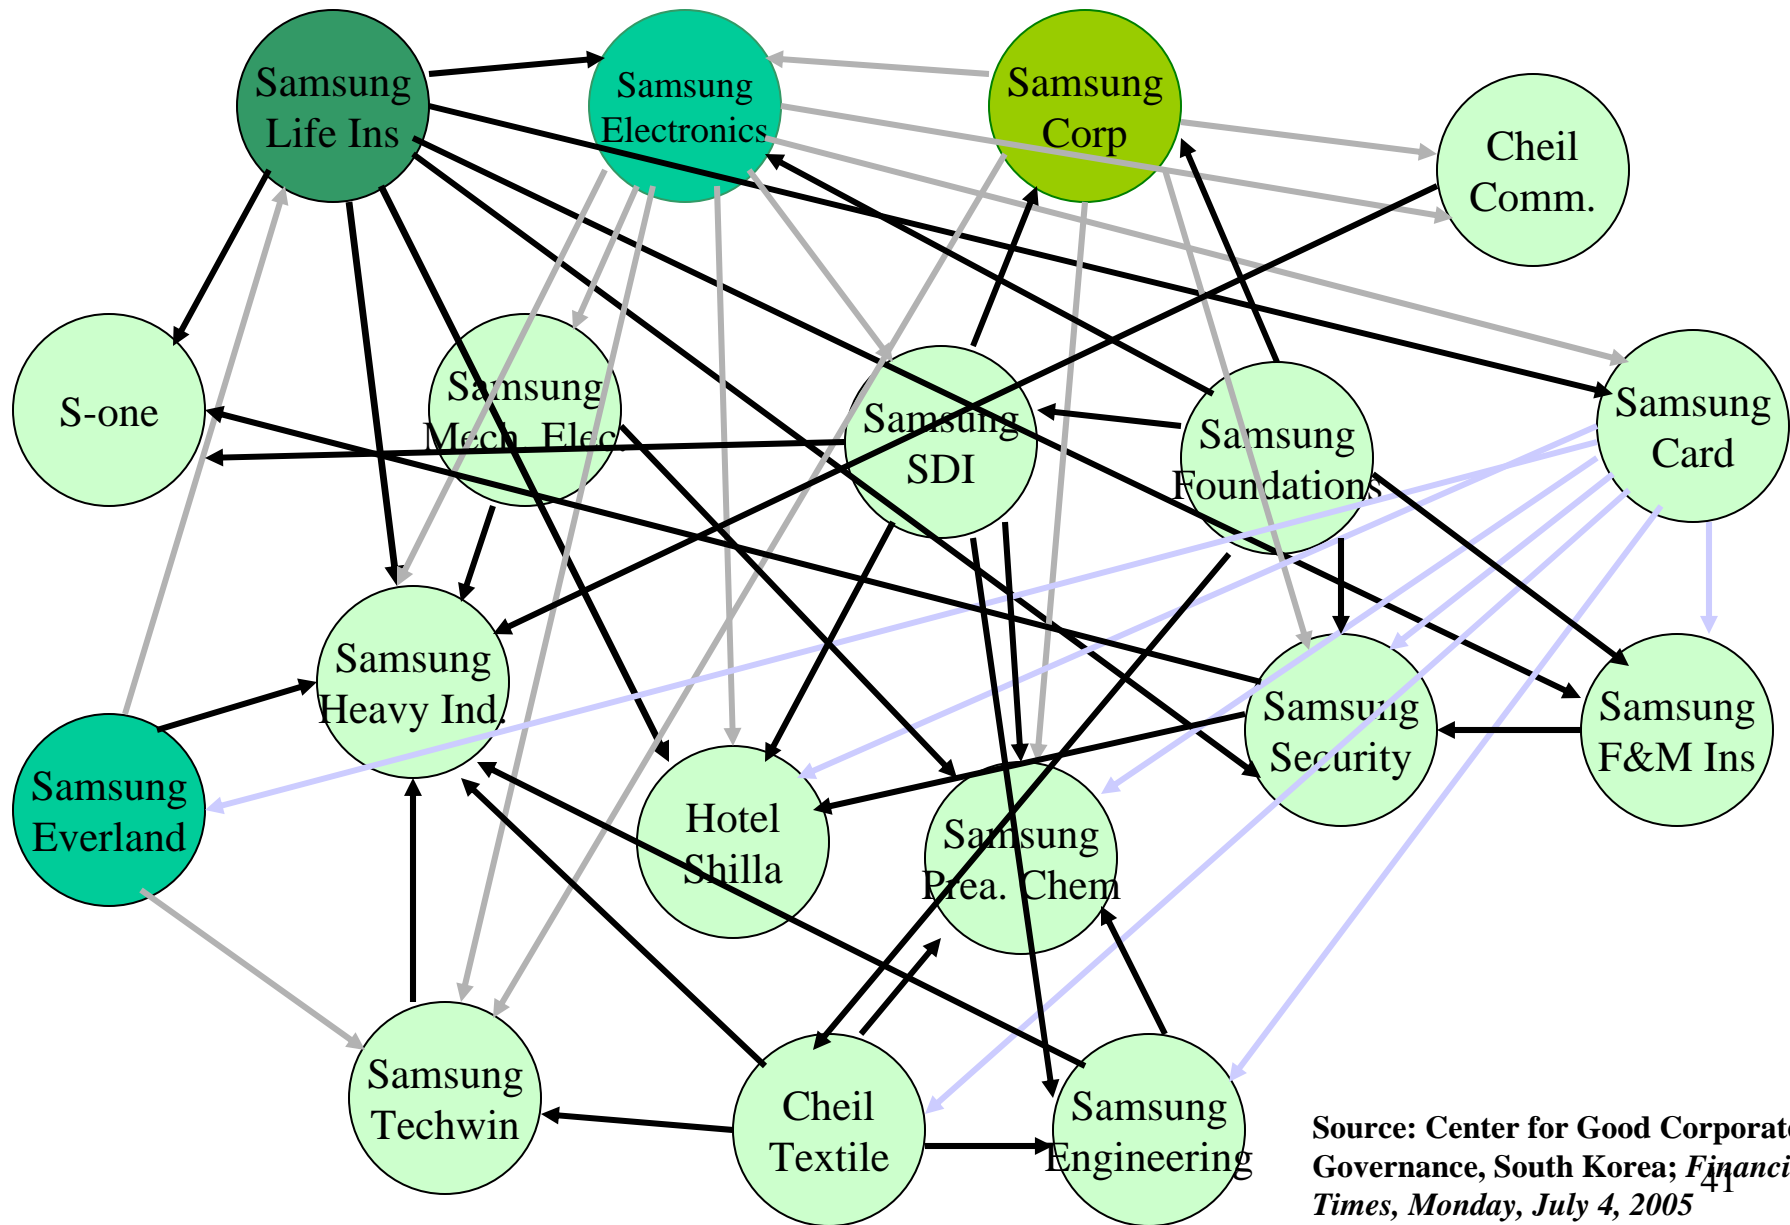 Samsung
Life Ins
Samsung
Electronics
Samsung
Corp
Cheil
Comm.
S-one
Samsung
Mech. Elec
Samsung
SDI
Samsung
Foundations
Samsung
Card
Samsung
Heavy Ind.
Samsung
Everland
Hotel
Shilla
Samsung
Prea. Chem
Samsung
Security
Samsung
F&M Ins
Samsung
Techwin
Cheil
Textile
Samsung
Engineering
Source: Center for Good Corporate
Governance, South Korea; Financi
Times, Monday, July 4, 2005
41